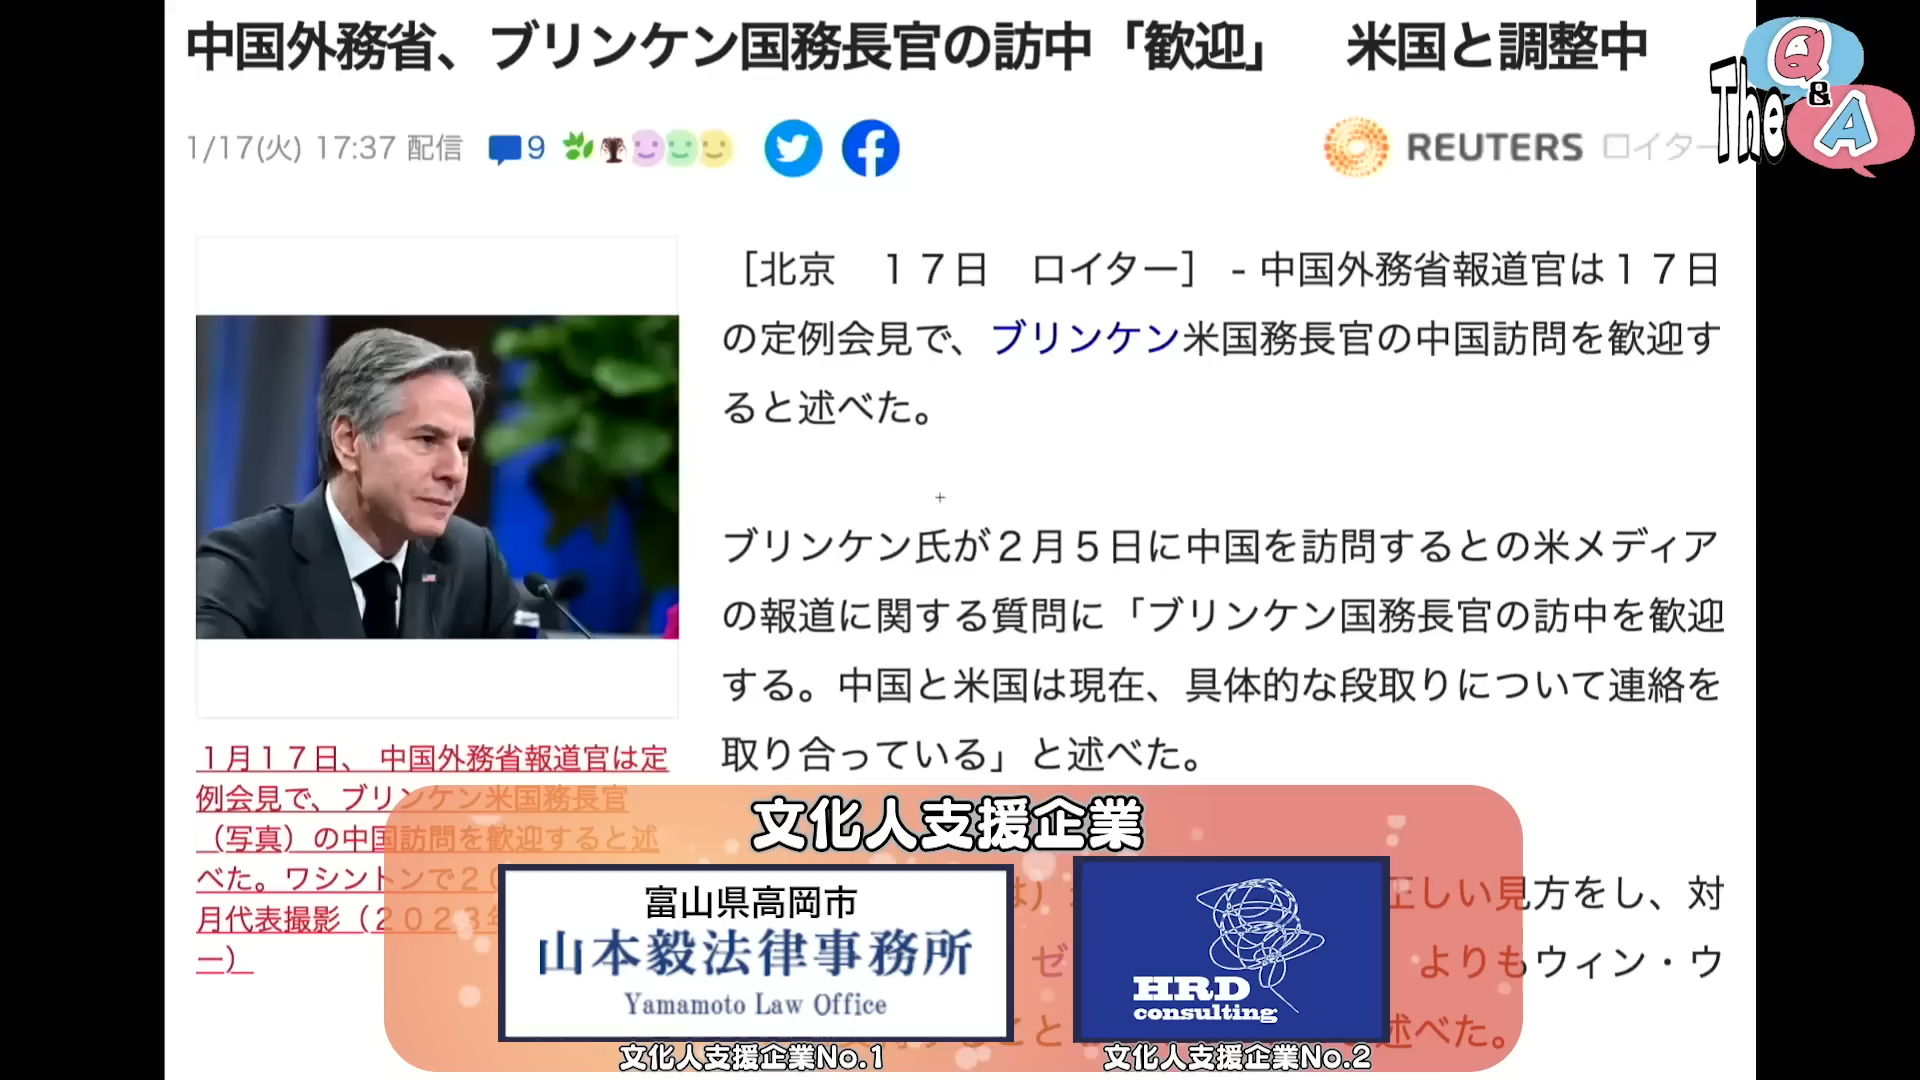 中国外務省、ブリンケン国務長官の訪中「歓迎」　米国と調整中
The Q&A
1/17(火) 17:37 配信 9
REUTERS ロイター
［北京　１７日　ロイター］ - 中国外務省報道官は１７日
の定例会見で、ブリンケン米国務長官の中国訪問を歓迎す
ると述べた。
ブリンケン氏が２月５日に中国を訪問するとの米メディア
の報道に関する質問に「ブリンケン国務長官の訪中を歓迎
する。中国と米国は現在、具体的な段取りについて連絡を
取り合っている」と述べた。
正しい見方をし、対
ゼ よりもウィン・ウ
こと 述べた。
１月１７日、 中国外務省報道官は定
例会見で、ブリンケン米国務長官
（写真）の中国訪問を歓迎すると述
べた。ワシントンで２０
月代表撮影（２０２３年
ー）
文化人支援企業
富山県高岡市
山本毅法律事務所
Yamamoto Law Office
文化人支援企業No.1
HRD
consulting
文化人支援企業No.2